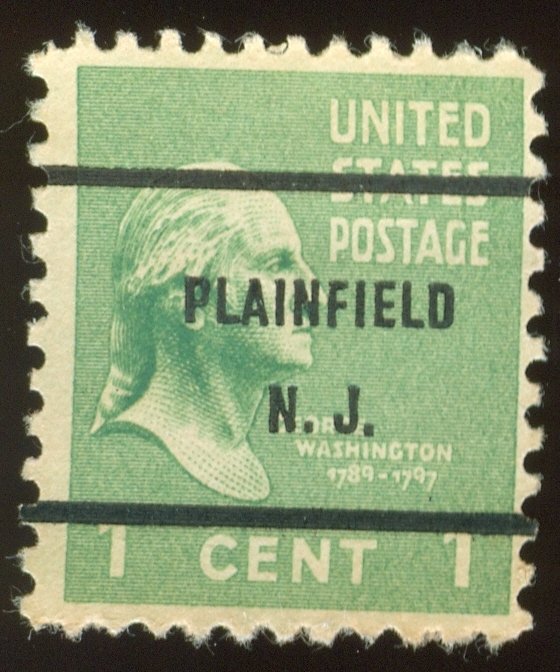 UNITED
STATES
POSTAGE
PLAINFIELD
N. J.
WASHINGTON
1789-1797
1 CENT 1